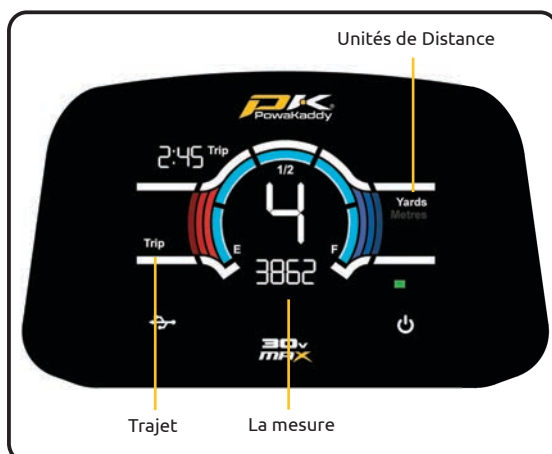 Unités de Distance
PK
PowaKaddy
2:45 Trip
1/2
4
Yards
Metres
Trip
E
F
3862
30v
MAX
Trajet
La mesure